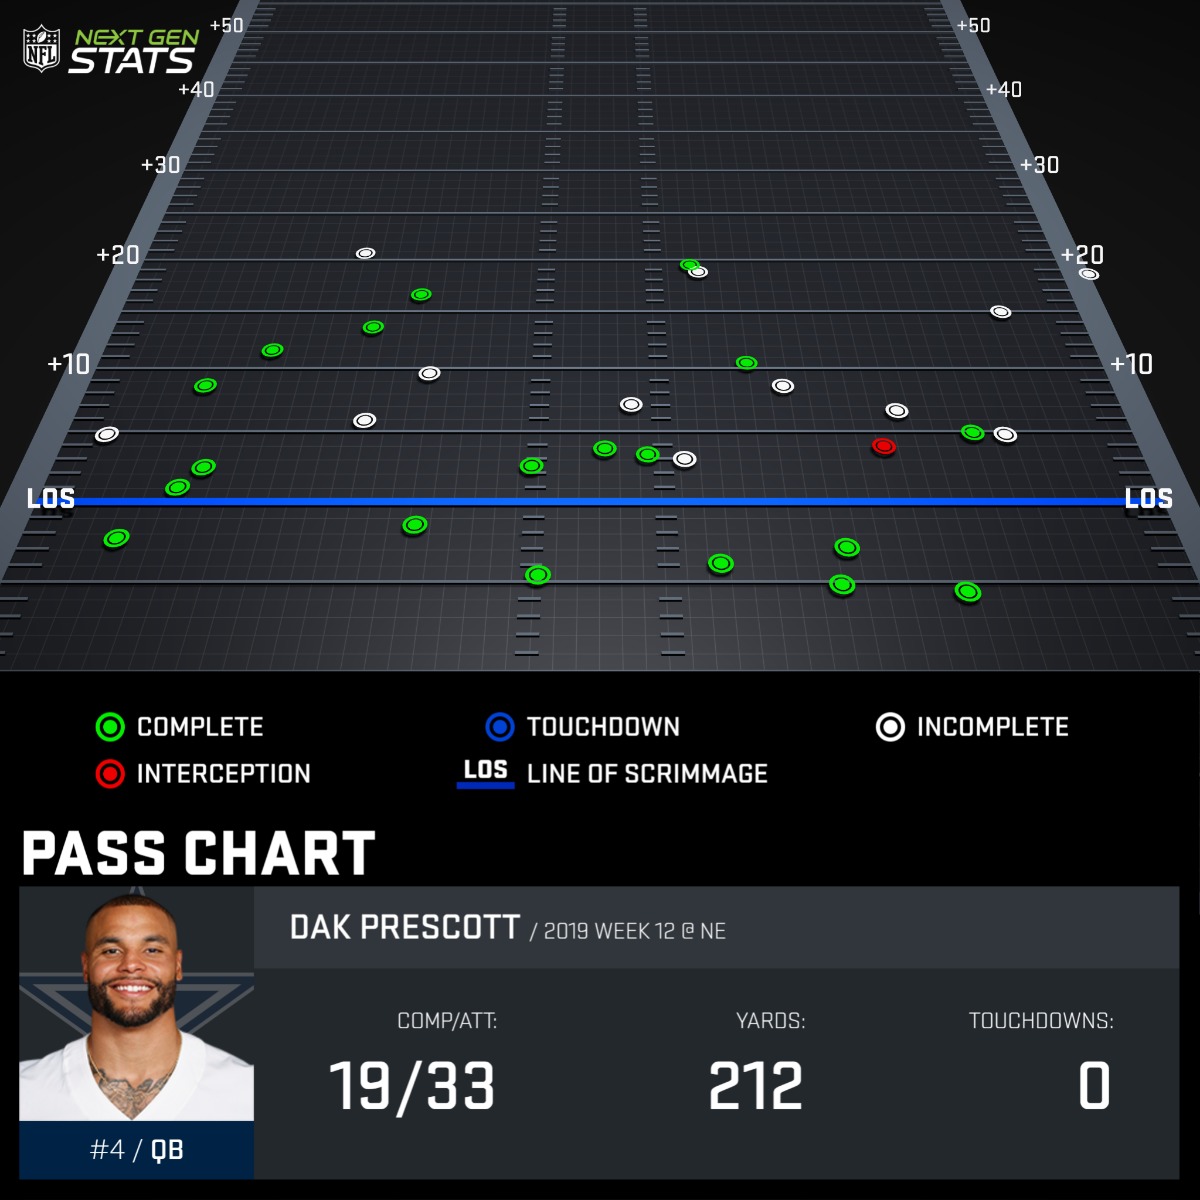 NFL NEXT GEN STATS
+50 +50
+40 +40
+30 +30
+20 +20
+10 +10
LOS LOS
COMPLETE TOUCHDOWN INCOMPLETE
INTERCEPTION LOS LINE OF SCRIMMAGE
PASS CHART
DAK PRESCOTT / 2019 WEEK 12 @ NE
COMP/ATT: YARDS: TOUCHDOWNS:
19/33 212 0
#4 / QB